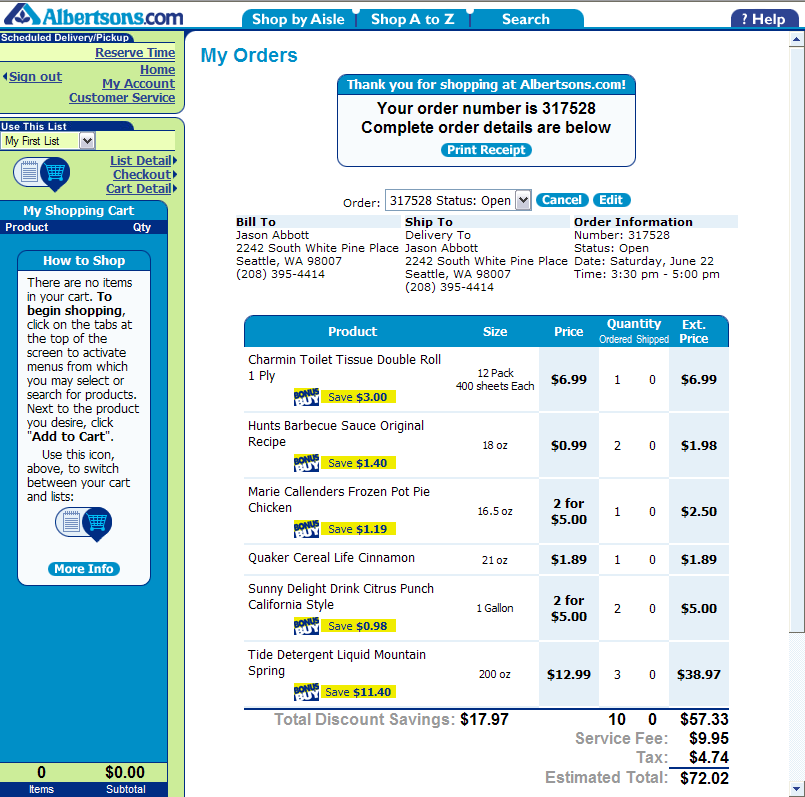 Albertsons.com
Shop by Aisle
Shop A to Z
Search
? Help
Scheduled Delivery/Pickup
Reserve Time
Sign out
Home
My Account
Customer Service
Use This List
My First List
List Detail
Checkout
Cart Detail
My Shopping Cart
Product Qty
How to Shop
There are no items
in your cart. To
begin shopping,
click on the tabs at
the top of the
screen to activate
menus from which
you may select or
search for products.
Next to the product
you desire, click
"Add to Cart".
Use this icon,
above, to switch
between your cart
and lists:
More Info
0 $0.00
Items Subtotal
My Orders
Thank you for shopping at Albertsons.com!
Your order number is 317528
Complete order details are below
Print Receipt
Order: 317528 Status: Open Cancel Edit
Bill To
Jason Abbott
2242 South White Pine Place
Seattle, WA 98007
(208) 395-4414
Ship To
Delivery To
Jason Abbott
2242 South White Pine Place
Seattle, WA 98007
(208) 395-4414
Order Information
Number: 317528
Status: Open
Date: Saturday, June 22
Time: 3:30 pm - 5:00 pm
Product Size Price Quantity Ordered Shipped Ext. Price
Charmin Toilet Tissue Double Roll
1 Ply
BONUS BUY Save $3.00
12 Pack
400 sheets Each
$6.99 1 0 $6.99
Hunts Barbecue Sauce Original
Recipe
BONUS BUY Save $1.40
18 oz $0.99 2 0 $1.98
Marie Callenders Frozen Pot Pie
Chicken
BONUS BUY Save $1.19
16.5 oz
2 for
$5.00
1 0 $2.50
Quaker Cereal Life Cinnamon 21 oz $1.89 1 0 $1.89
Sunny Delight Drink Citrus Punch
California Style
BONUS BUY Save $0.98
1 Gallon
2 for
$5.00
2 0 $5.00
Tide Detergent Liquid Mountain
Spring
BONUS BUY Save $11.40
200 oz $12.99 3 0 $38.97
Total Discount Savings: $17.97 10 0 $57.33
Service Fee: $9.95
Tax: $4.74
Estimated Total: $72.02